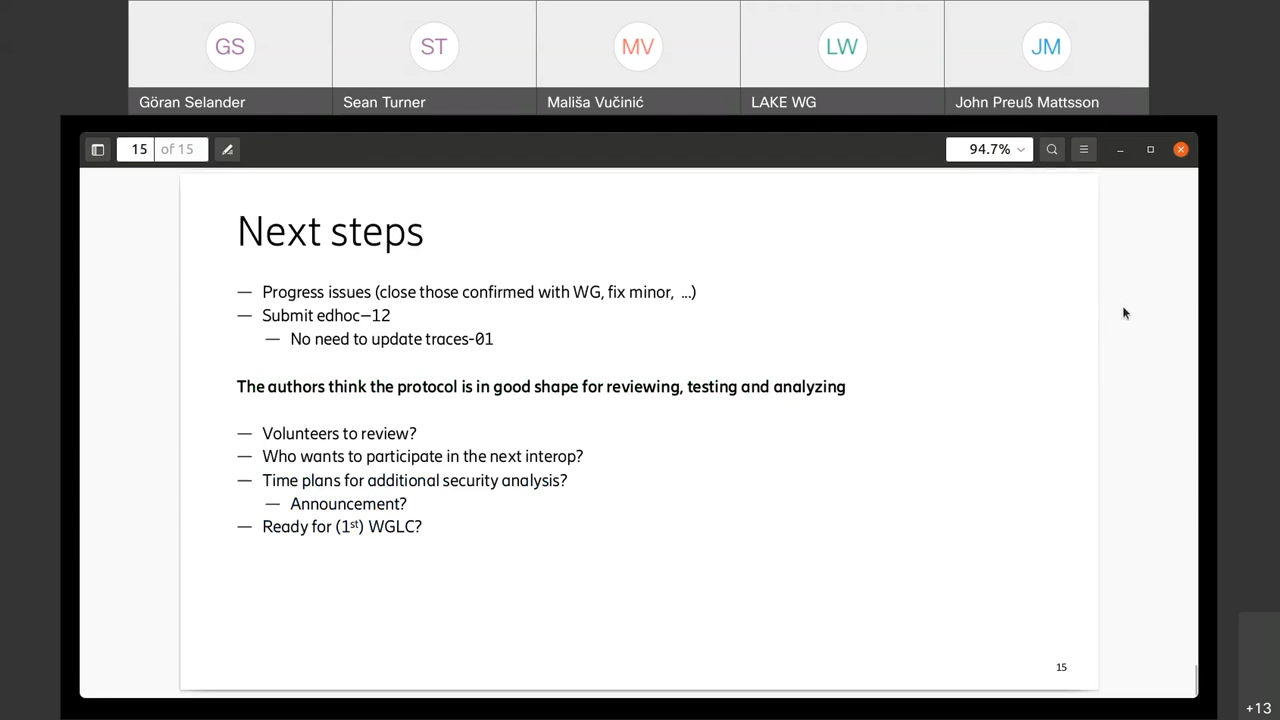 GS
ST
MV
LW
JM
Göran Selander
Sean Turner
Mališa Vučinić
LAKE WG
John Preuß Mattsson
15 of 15
94.7%
Next steps
— Progress issues (close those confirmed with WG, fix minor, ...)
— Submit edhoc–12
— No need to update traces-01
The authors think the protocol is in good shape for reviewing, testing and analyzing
— Volunteers to review?
— Who wants to participate in the next interop?
— Time plans for additional security analysis?
— Announcement?
— Ready for (1st) WGLC?
15
+13